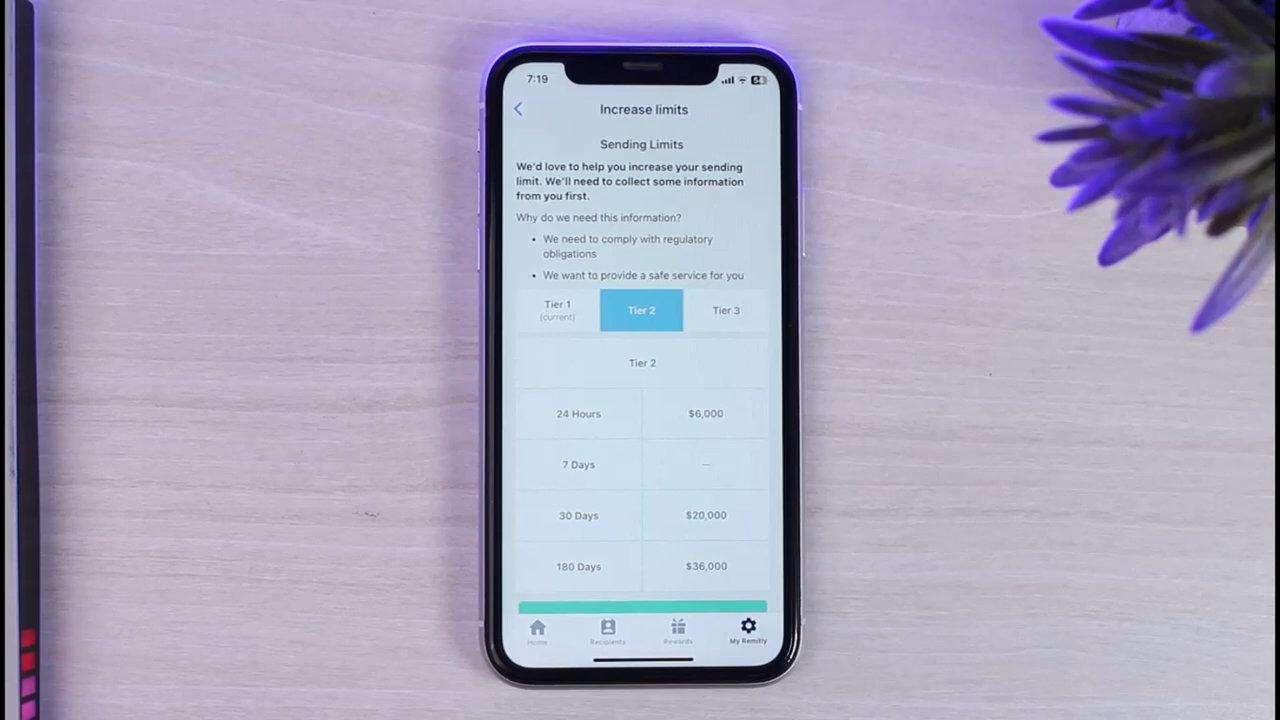 7:19
54
Increase limits
Sending Limits
We'd love to help you increase your sending
limit. We'll need to collect some information
from you first.
Why do we need this information?
• We need to comply with regulatory
obligations
• We want to provide a safe service for you
Tier 1 Tier 2 Tier 3
(current)
Tier 2
24 Hours $6,000
7 Days —
30 Days $20,000
180 Days $36,000
Home Recipients Rewards My Remitly